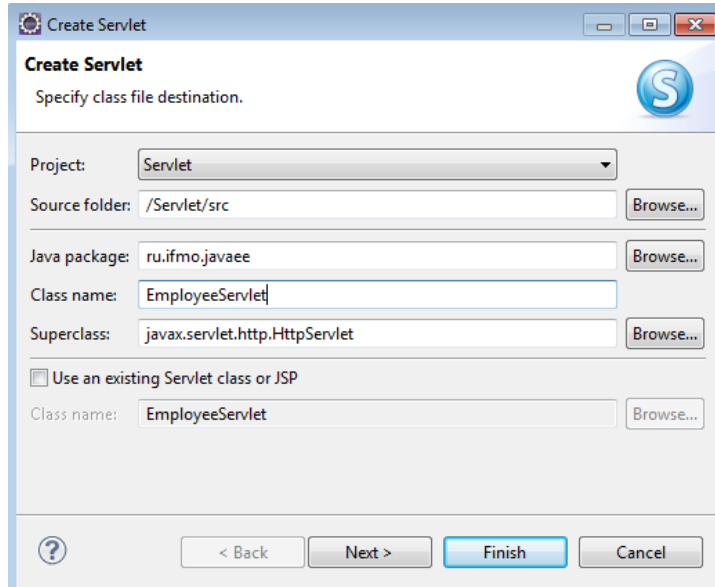 Create Servlet
Create Servlet
Specify class file destination.
S
Project: Servlet
Source folder: /Servlet/src Browse...
Java package: ru.ifmo.javaee Browse...
Class name: EmployeeServlet
Superclass: javax.servlet.http.HttpServlet Browse...
Use an existing Servlet class or JSP
Class name: EmployeeServlet Browse...
? < Back Next > Finish Cancel